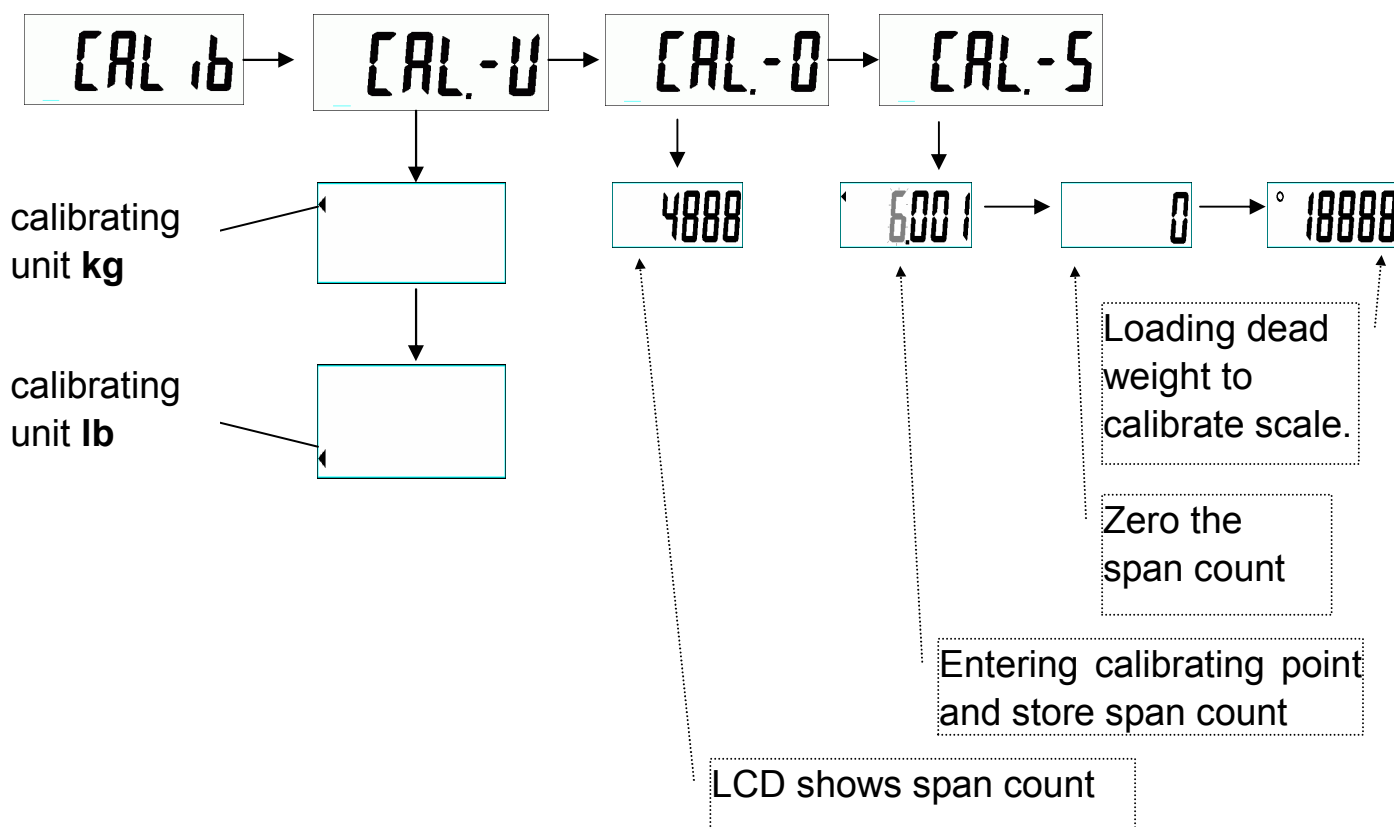 CALib
CAL.-U
CAL.-0
CAL.-S
calibrating
unit kg
4888
6.001
0
18888
calibrating
unit lb
Loading dead
weight to
calibrate scale.
Zero the
span count
Entering calibrating point
and store span count
LCD shows span count